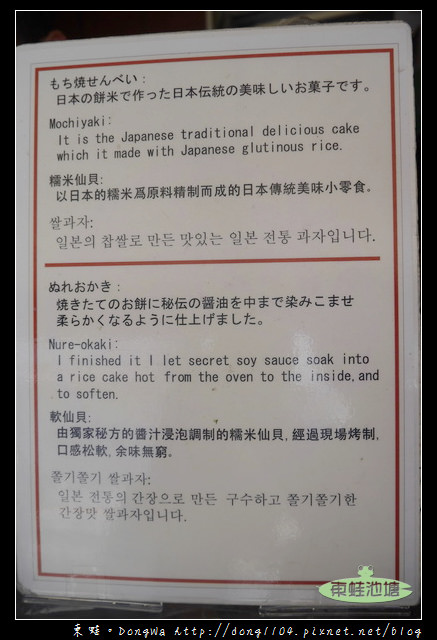 もち焼せんべい：
日本の餅米で作った日本伝統の美味しいお菓子です。
Mochiyaki:
It is the Japanese traditional delicious cake
which it made with Japanese glutinous rice.
糯米仙貝:
以日本的糯米爲原料精制而成的日本傳統美味小零食。
쌀과자:
일본의 찹쌀로 만든 맛있는 일본 전통 과자입니다.
ぬれおかき：
焼きたてのお餅に秘伝の醤油を中まで染みこませ
柔らかくなるように仕上げました。
Nure-okaki:
I finished it I let secret soy sauce soak into
a rice cake hot from the oven to the inside,and
to soften.
軟仙貝:
由獨家秘方的醬汁浸泡調制的糯米仙貝,經過現場烤制,
口感松軟,余味無窮。
쫄기쫄기 쌀과자:
일본 전통의 간장으로 만든 구수하고 쫄기쫄기한
간장맛 쌀과자입니다.
東蛙池塘
東蛙。DongWa http://dong1104.pixnet.net/blog